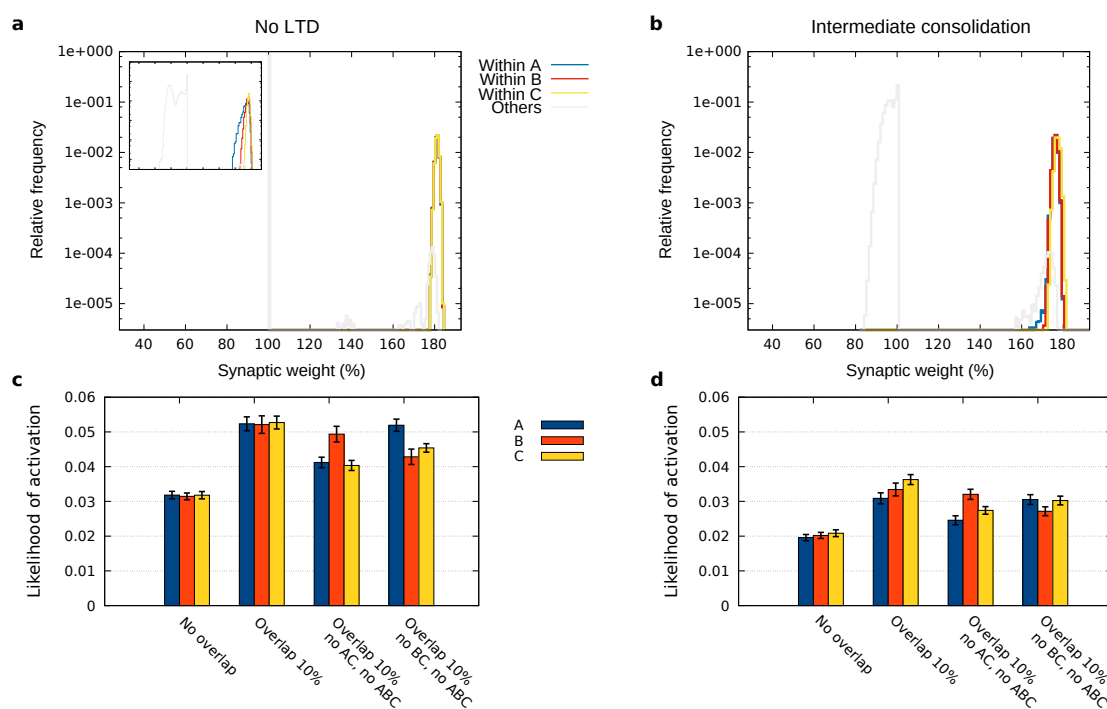 a
No LTD
1e+000
1e-001
1e-002
1e-003
1e-004
1e-005
Relative frequency
40 60 80 100 120 140 160 180
Synaptic weight (%)
Within A
Within B
Within C
Others
b
Intermediate consolidation
1e+000
1e-001
1e-002
1e-003
1e-004
1e-005
Relative frequency
40 60 80 100 120 140 160 180
Synaptic weight (%)
c
0.06
0.05
0.04
0.03
0.02
0.01
0
Likelihood of activation
No overlap
Overlap 10%
Overlap 10%
no AC, no ABC
Overlap 10%
no BC, no ABC
A
B
C
d
0.06
0.05
0.04
0.03
0.02
0.01
0
Likelihood of activation
No overlap
Overlap 10%
Overlap 10%
no AC, no ABC
Overlap 10%
no BC, no ABC